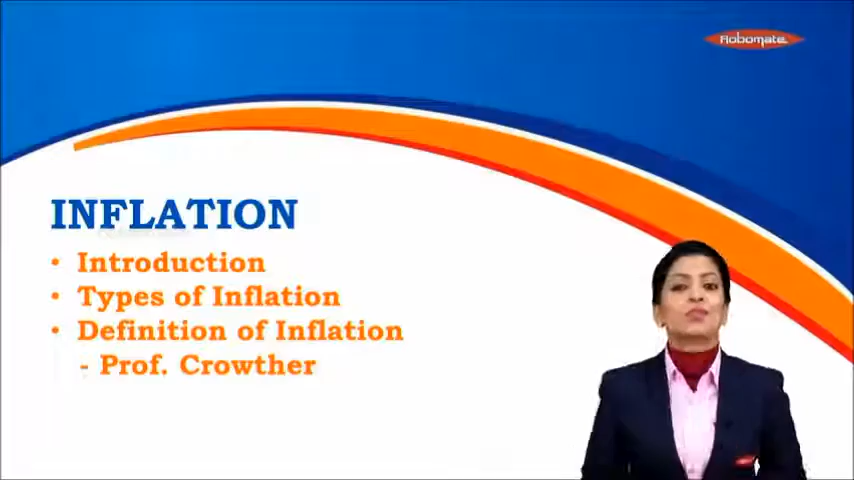 Robomate
INFLATION
• Introduction
• Types of Inflation
• Definition of Inflation
- Prof. Crowther